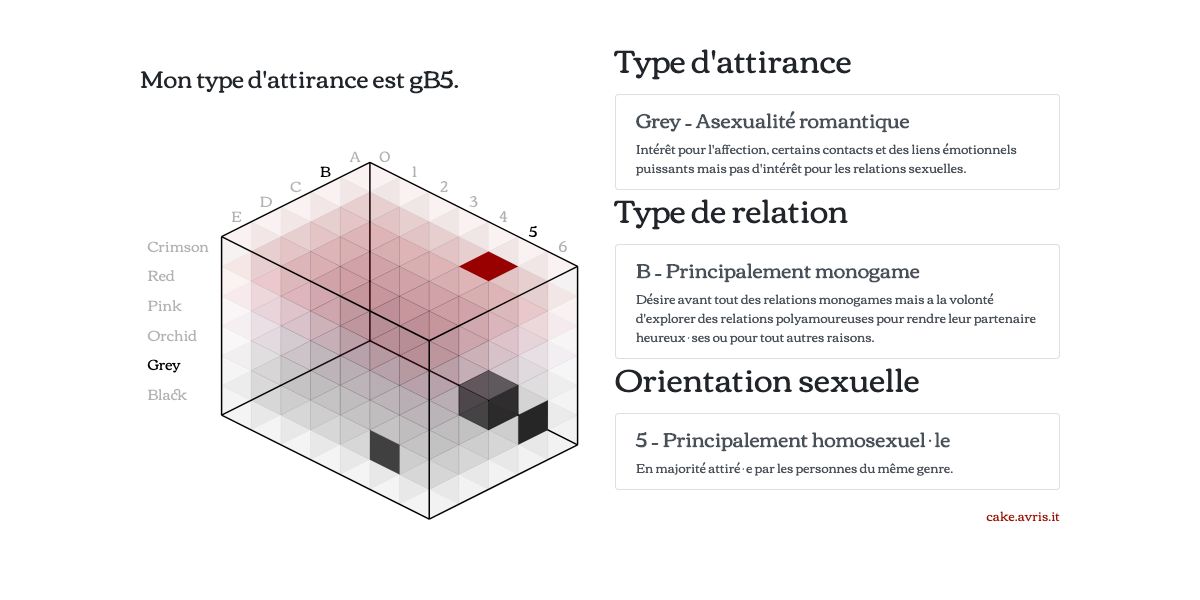 Mon type d'attirance est gB5.
A
B
C
D
E
0
1
2
3
4
5
6
Crimson
Red
Pink
Orchid
Grey
Black
Type d'attirance
Grey - Asexualité romantique
Intérêt pour l'affection, certains contacts et des liens émotionnels
puissants mais pas d'intérêt pour les relations sexuelles.
Type de relation
B - Principalement monogame
Désire avant tout des relations monogames mais a la volonté
d'explorer des relations polyamoureuses pour rendre leur partenaire
heureux·ses ou pour tout autres raisons.
Orientation sexuelle
5 - Principalement homosexuel·le
En majorité attiré·e par les personnes du même genre.
cake.avris.it